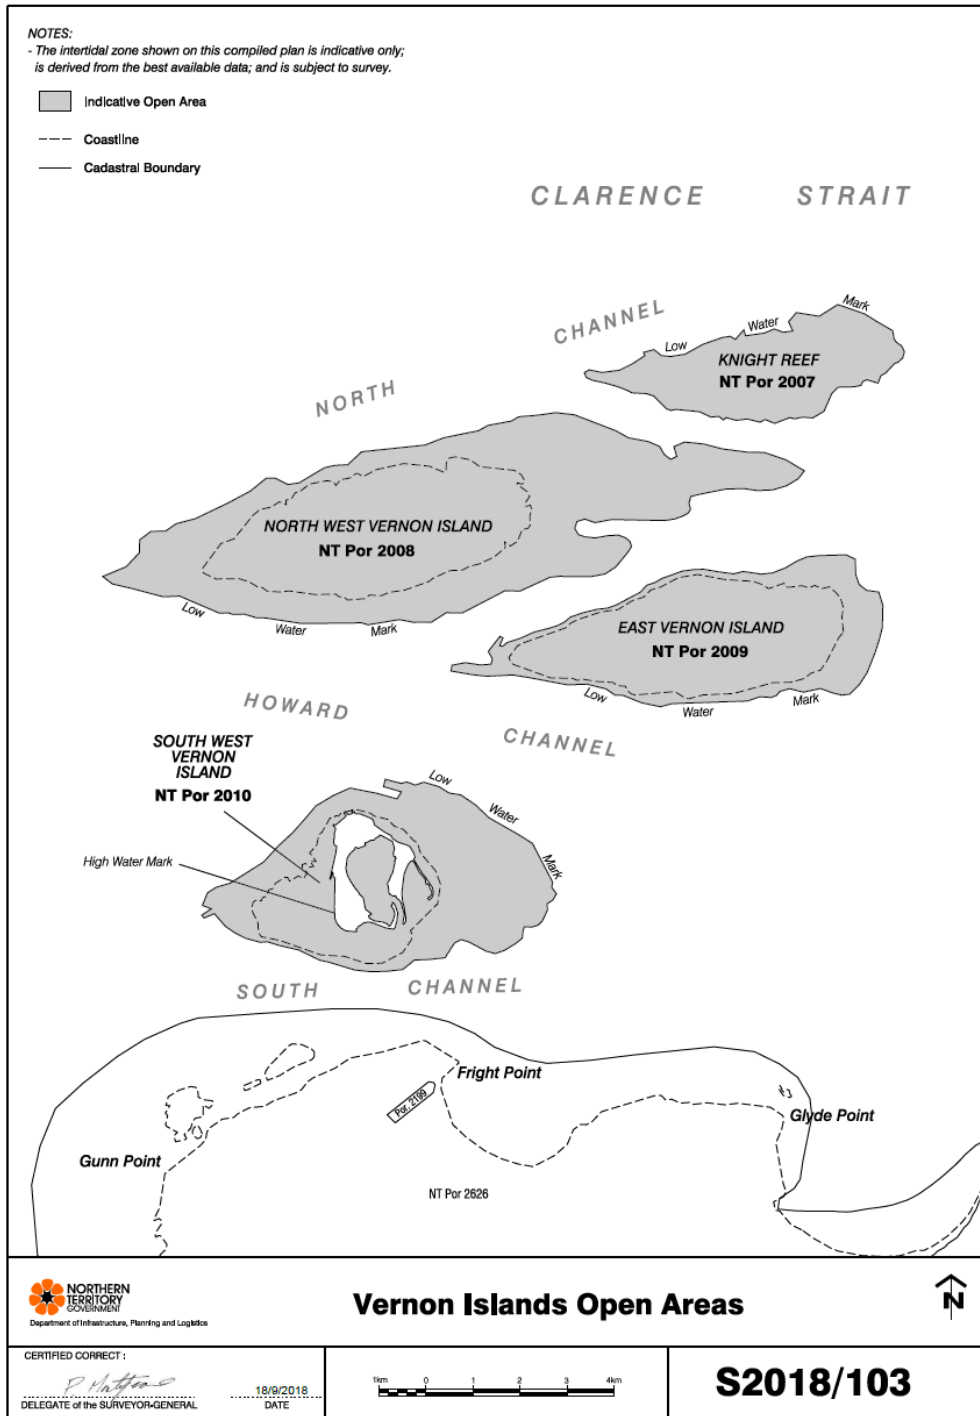 NOTES:
- The intertidal zone shown on this compiled plan is indicative only;
is derived from the best available data; and is subject to survey.
Indicative Open Area
Coastline
Cadastral Boundary
CLARENCE STRAIT
NORTH CHANNEL
Low Water Mark
KNIGHT REEF
NT Por 2007
NORTH WEST VERNON ISLAND
NT Por 2008
Low Water Mark
EAST VERNON ISLAND
NT Por 2009
Low Water Mark
HOWARD CHANNEL
SOUTH WEST
VERNON
ISLAND
NT Por 2010
Low Water Mark
High Water Mark
SOUTH CHANNEL
Fright Point
Por. 2199
Glyde Point
Gunn Point
NT Por 2626
NORTHERN
TERRITORY
GOVERNMENT
Department of Infrastructure, Planning and Logistics
Vernon Islands Open Areas
N
CERTIFIED CORRECT :
18/9/2018
DELEGATE of the SURVEYOR-GENERAL
DATE
1km 0 1 2 3 4km
S2018/103